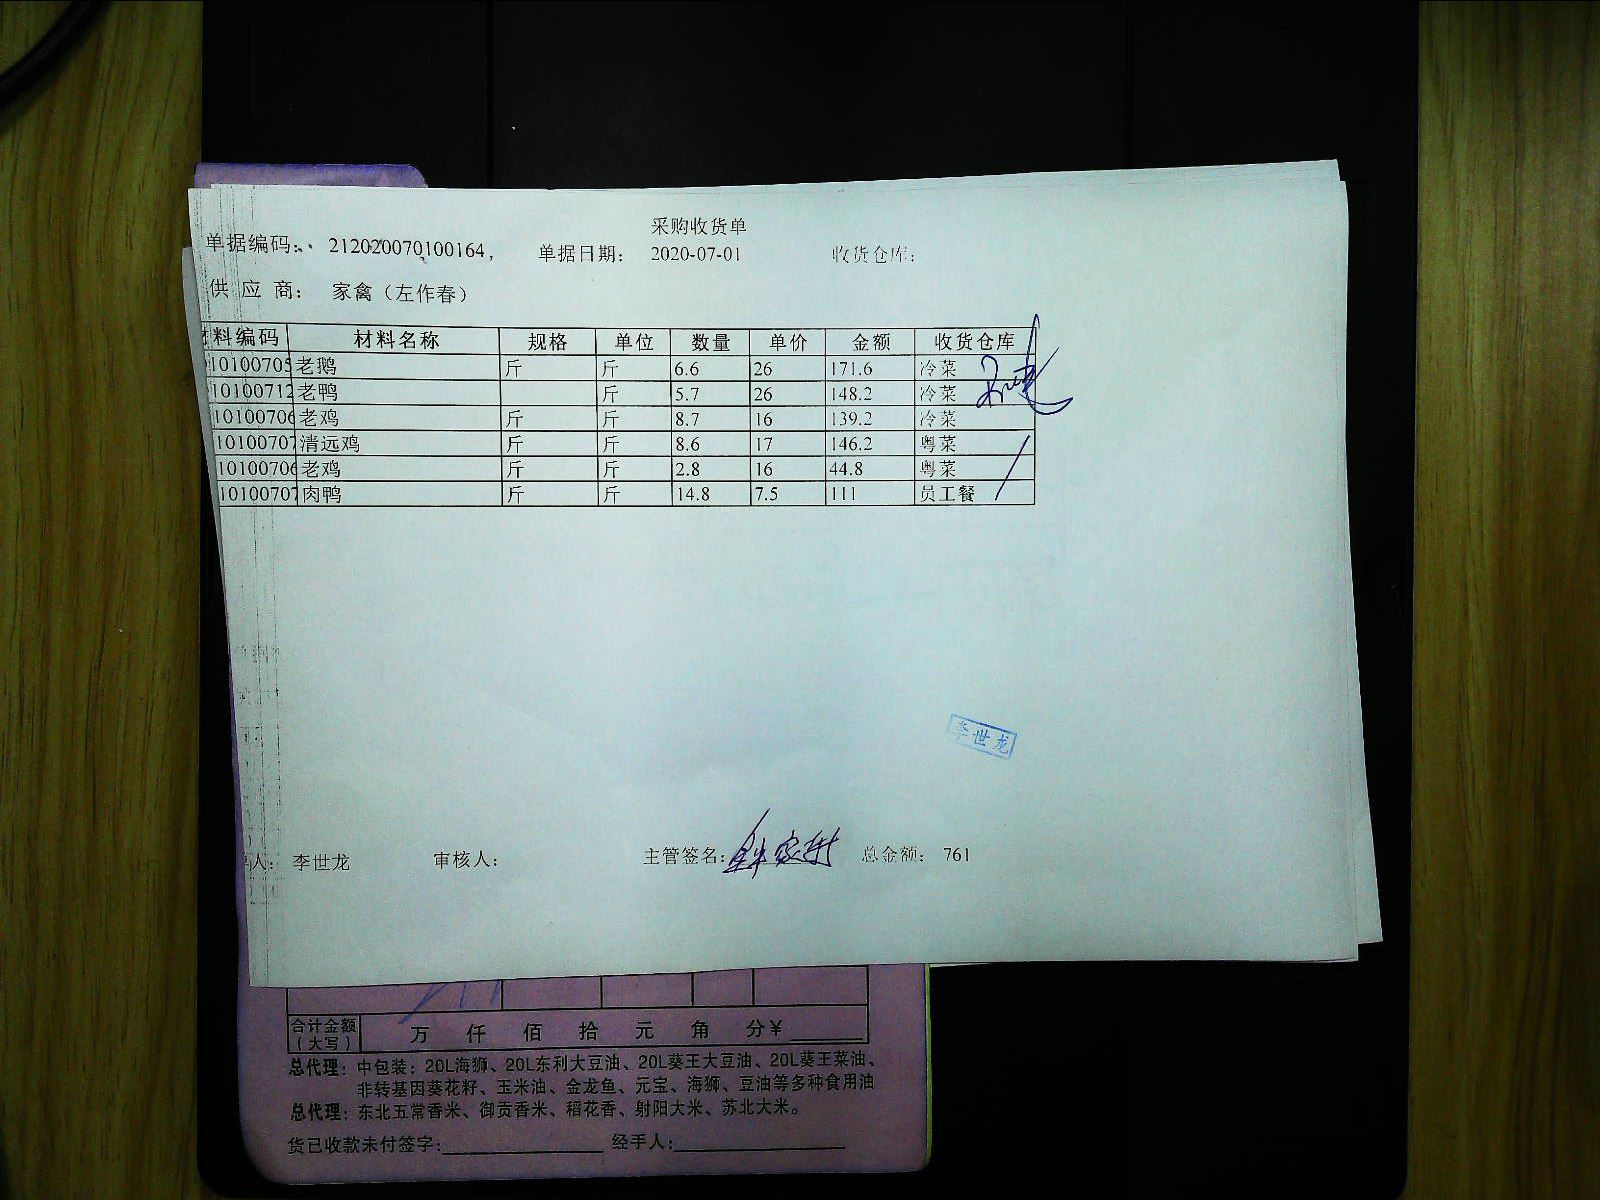 采购收货单
单据编码: 212020070100164, 单据日期: 2020-07-01 收货仓库:
供应商: 家禽（左作春）
料编码 材料名称 规格 单位 数量 单价 金额 收货仓库
10100705 老鹅 斤 斤 6.6 26 171.6 冷菜
10100712 老鸭 斤 5.7 26 148.2 冷菜
10100706 老鸡 斤 斤 8.7 16 139.2 冷菜
10100707 清远鸡 斤 斤 8.6 17 146.2 粤菜
10100706 老鸡 斤 斤 2.8 16 44.8 粤菜
10100707 肉鸭 斤 斤 14.8 7.5 111 员工餐
李世龙
人: 李世龙 审核人: 主管签名: 总金额: 761
合计金额（大写） 万 仟 佰 拾 元 角 分¥
总代理: 中包装: 20L海狮、20L东利大豆油、20L葵王大豆油、20L葵王菜油、
非转基因葵花籽、玉米油、金龙鱼、元宝、海狮、豆油等多种食用油
总代理: 东北五常香米、御贡香米、稻花香、射阳大米、苏北大米。
货已收款未付签字: 经手人: